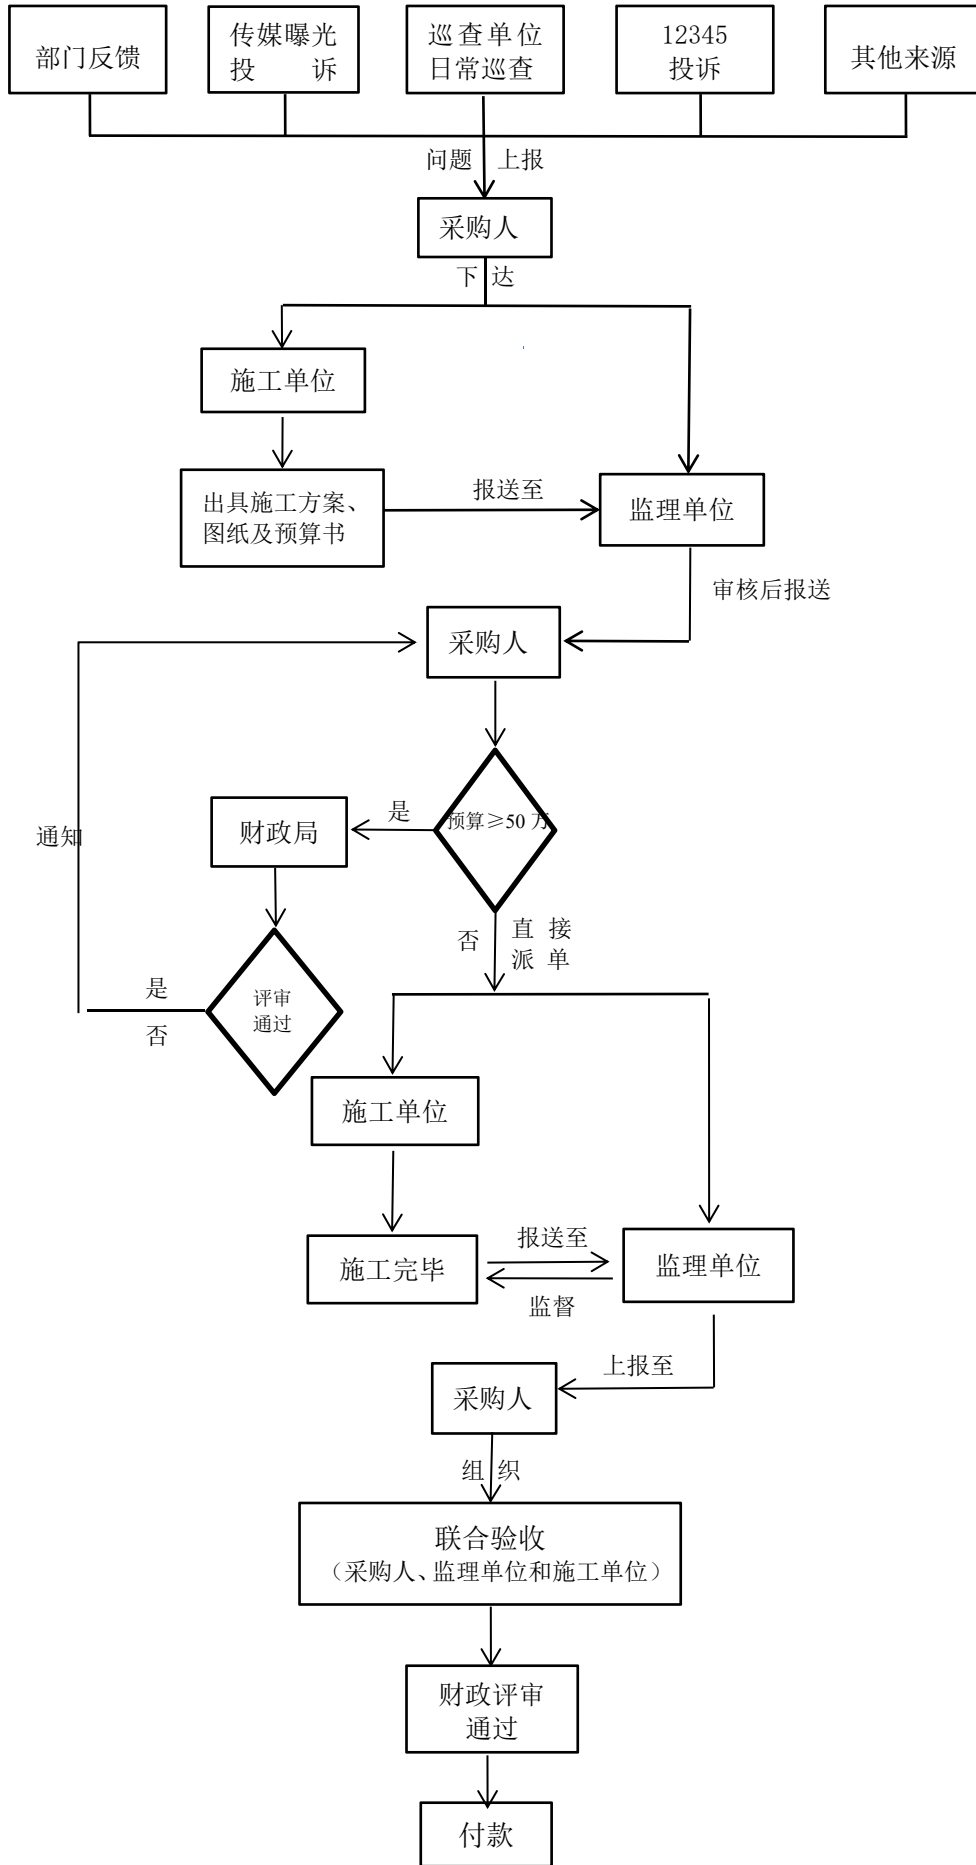 部门反馈
传媒曝光
投 诉
巡查单位
日常巡查
12345
投诉
其他来源
问题 上报
采购人
下达
施工单位
出具施工方案、
图纸及预算书
报送至
监理单位
审核后报送
采购人
预算≥50 万
是
财政局
通知
否
直 接
派 单
评审
通过
是
否
施工单位
施工完毕
报送至
监督
监理单位
上报至
采购人
组织
联合验收
（采购人、监理单位和施工单位）
财政评审
通过
付款